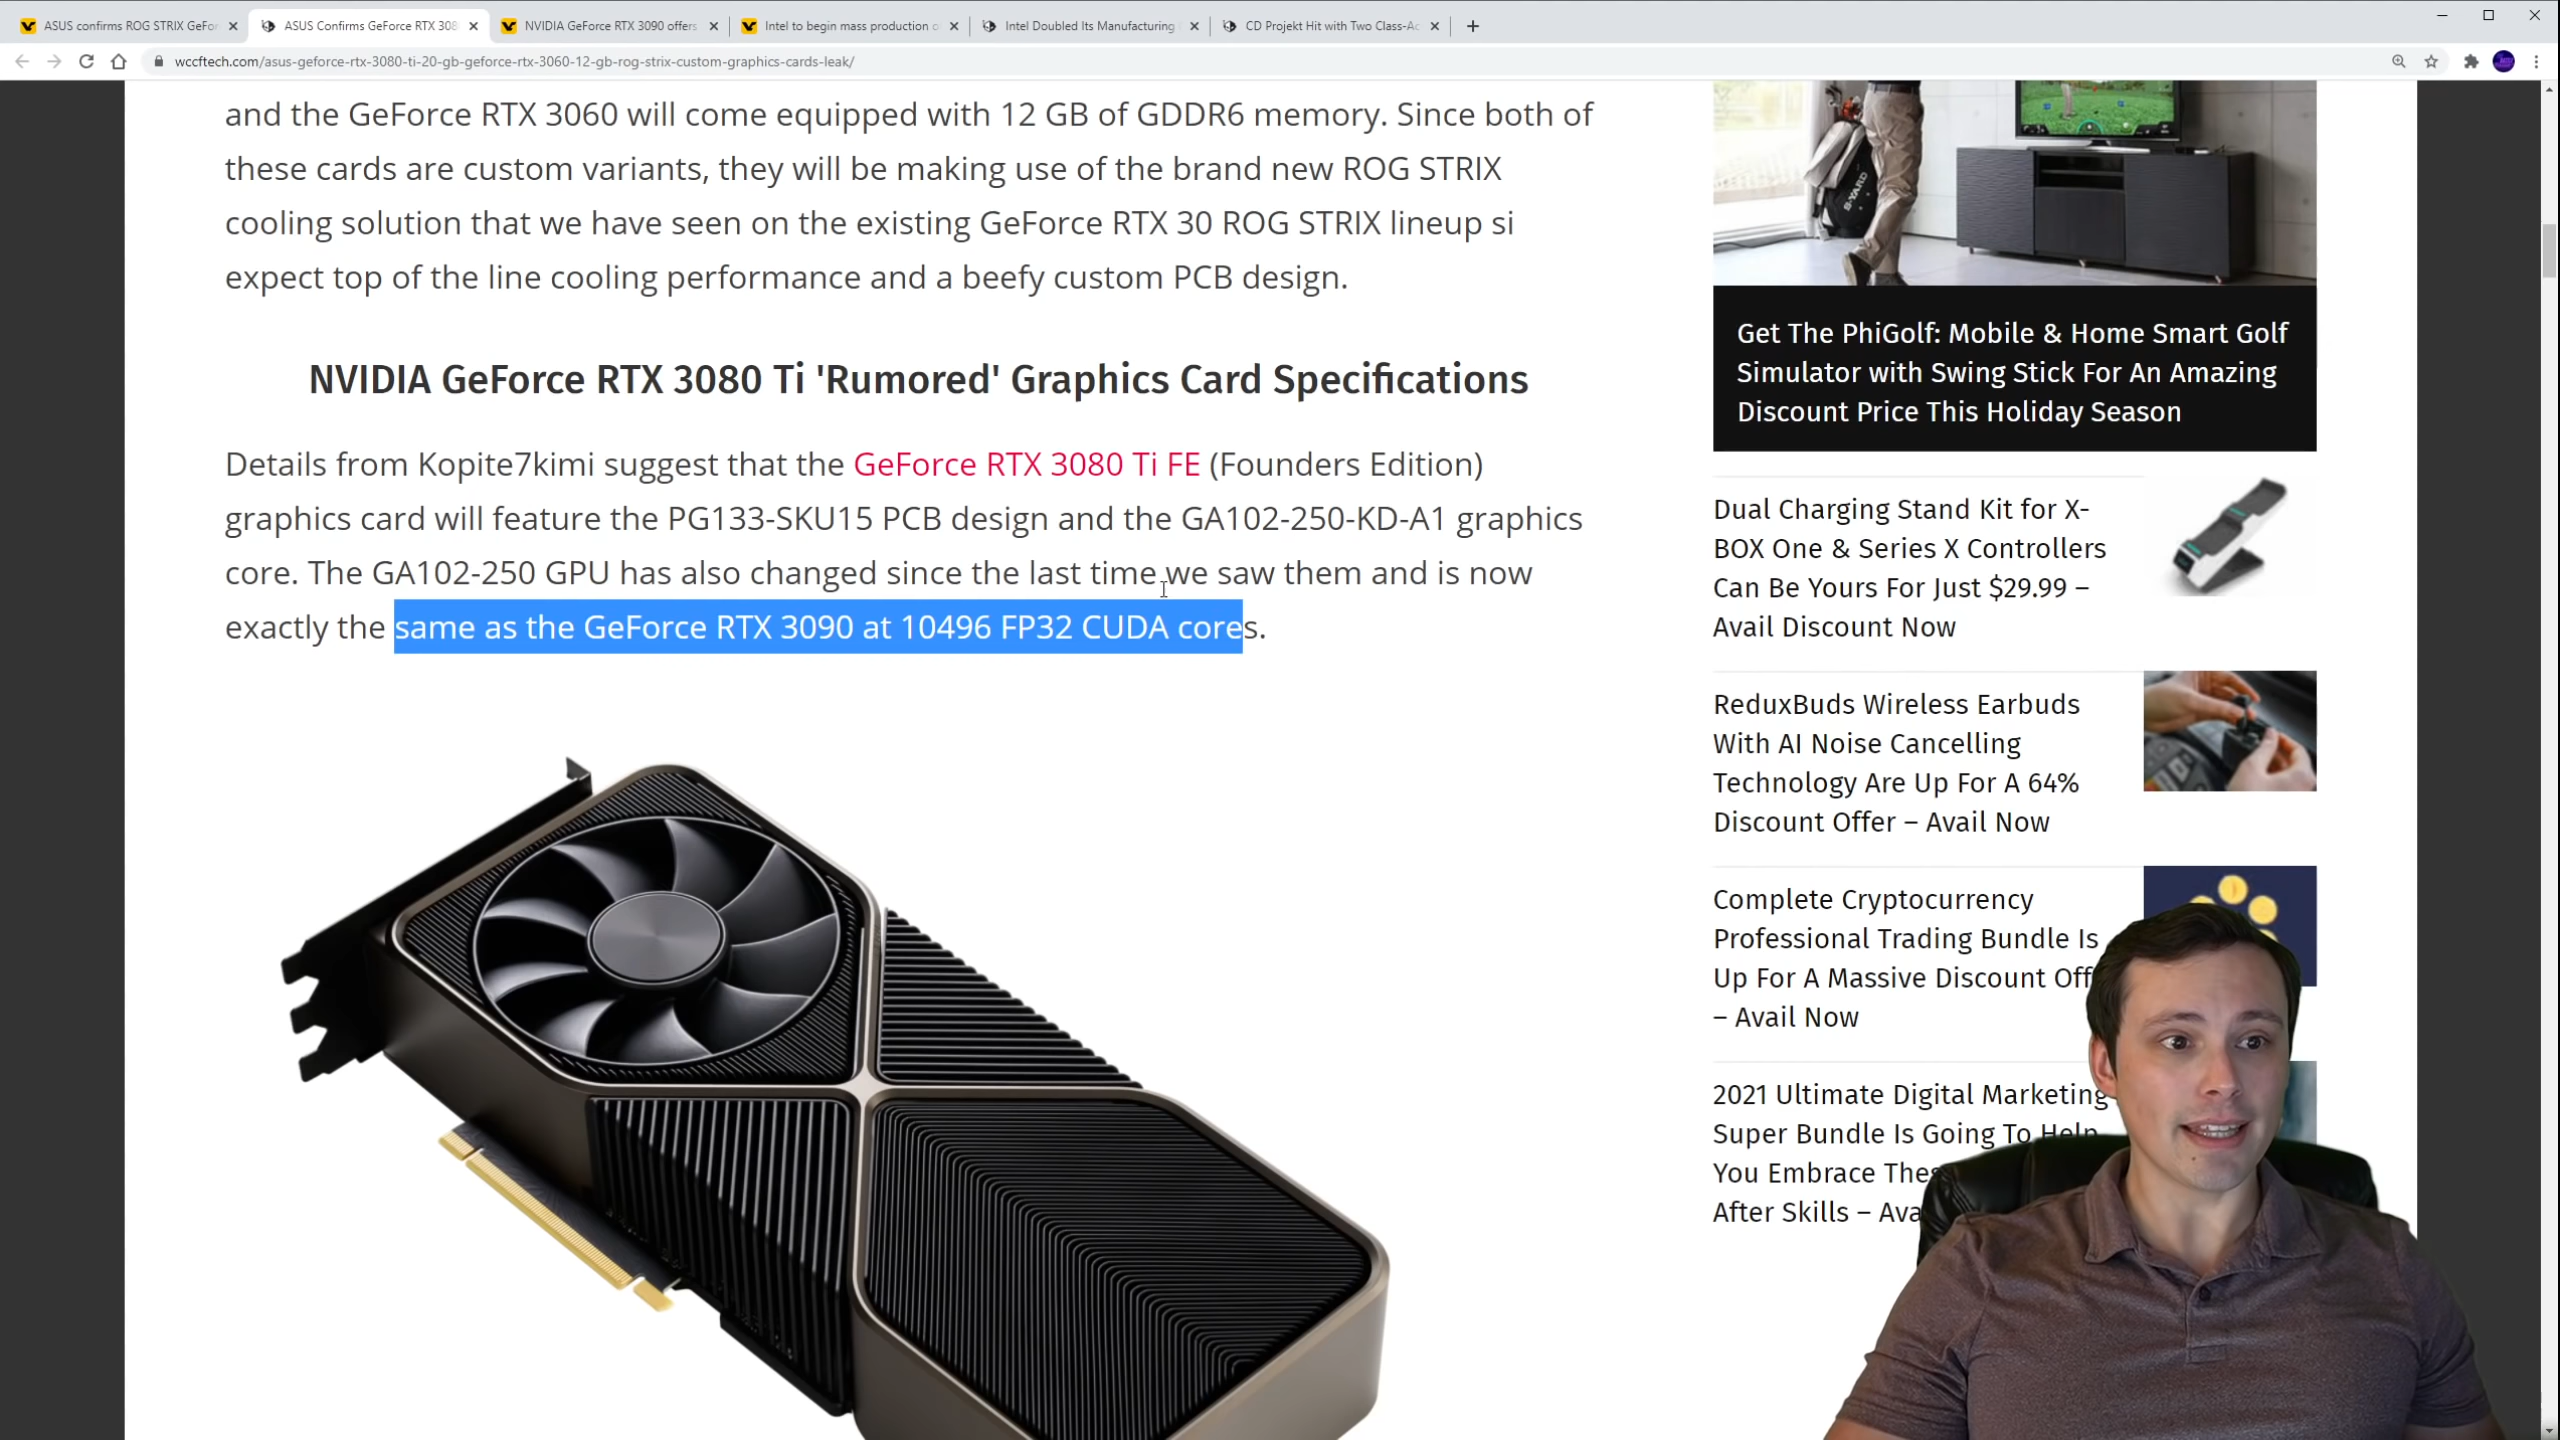 ASUS confirms ROG STRIX GeFor
ASUS Confirms GeForce RTX 308
NVIDIA GeForce RTX 3090 offers
Intel to begin mass production o
Intel Doubled Its Manufacturing
CD Projekt Hit with Two Class-Ac
wccftech.com/asus-geforce-rtx-3080-ti-20-gb-geforce-rtx-3060-12-gb-rog-strix-custom-graphics-cards-leak/
and the GeForce RTX 3060 will come equipped with 12 GB of GDDR6 memory. Since both of
these cards are custom variants, they will be making use of the brand new ROG STRIX
cooling solution that we have seen on the existing GeForce RTX 30 ROG STRIX lineup si
expect top of the line cooling performance and a beefy custom PCB design.
NVIDIA GeForce RTX 3080 Ti 'Rumored' Graphics Card Specifications
Details from Kopite7kimi suggest that the GeForce RTX 3080 Ti FE (Founders Edition)
graphics card will feature the PG133-SKU15 PCB design and the GA102-250-KD-A1 graphics
core. The GA102-250 GPU has also changed since the last time we saw them and is now
exactly the same as the GeForce RTX 3090 at 10496 FP32 CUDA cores.
Get The PhiGolf: Mobile & Home Smart Golf
Simulator with Swing Stick For An Amazing
Discount Price This Holiday Season
Dual Charging Stand Kit for X-
BOX One & Series X Controllers
Can Be Yours For Just $29.99 –
Avail Discount Now
ReduxBuds Wireless Earbuds
With AI Noise Cancelling
Technology Are Up For A 64%
Discount Offer – Avail Now
Complete Cryptocurrency
Professional Trading Bundle Is
Up For A Massive Discount Off
– Avail Now
2021 Ultimate Digital Marketing
Super Bundle Is Going To Help
You Embrace Thes
After Skills – Ava